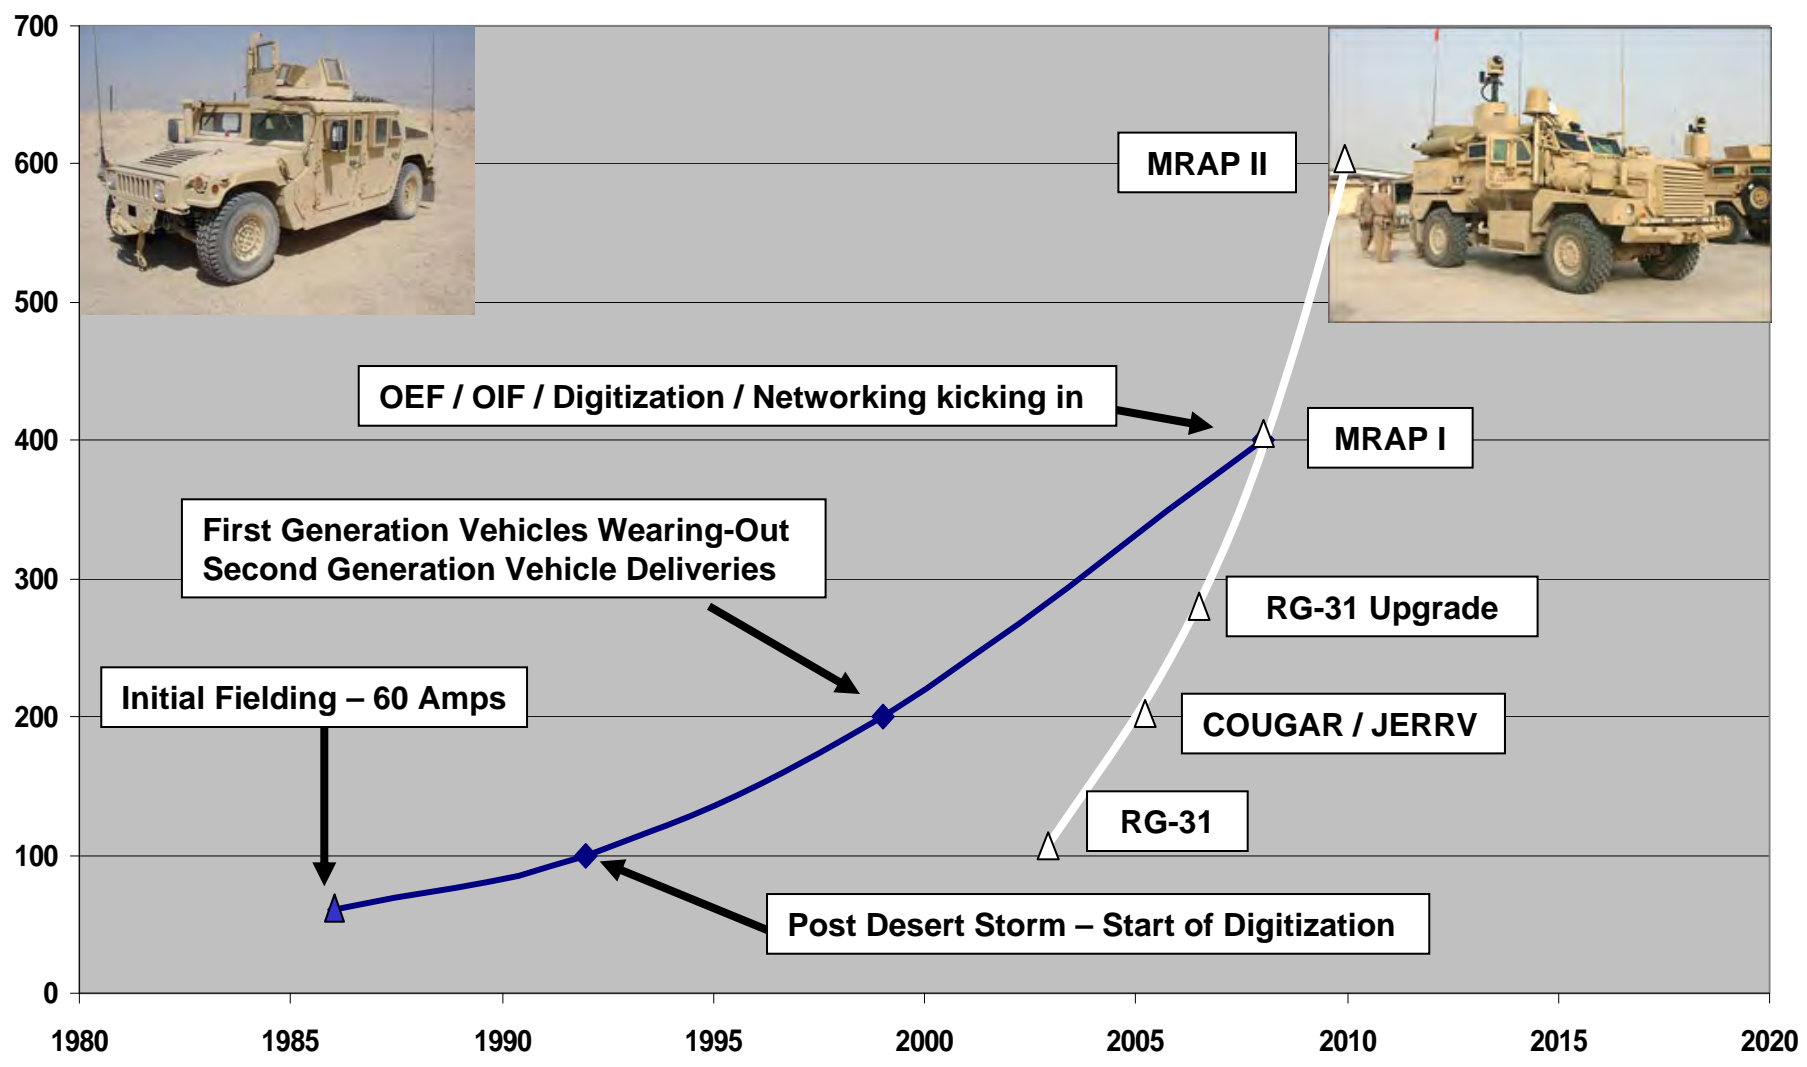 700
600
500
400
300
200
100
0
MRAP II
OEF / OIF / Digitization / Networking kicking in
MRAP I
First Generation Vehicles Wearing-Out
Second Generation Vehicle Deliveries
RG-31 Upgrade
Initial Fielding – 60 Amps
COUGAR / JERRV
RG-31
Post Desert Storm – Start of Digitization
1980
1985
1990
1995
2000
2005
2010
2015
2020